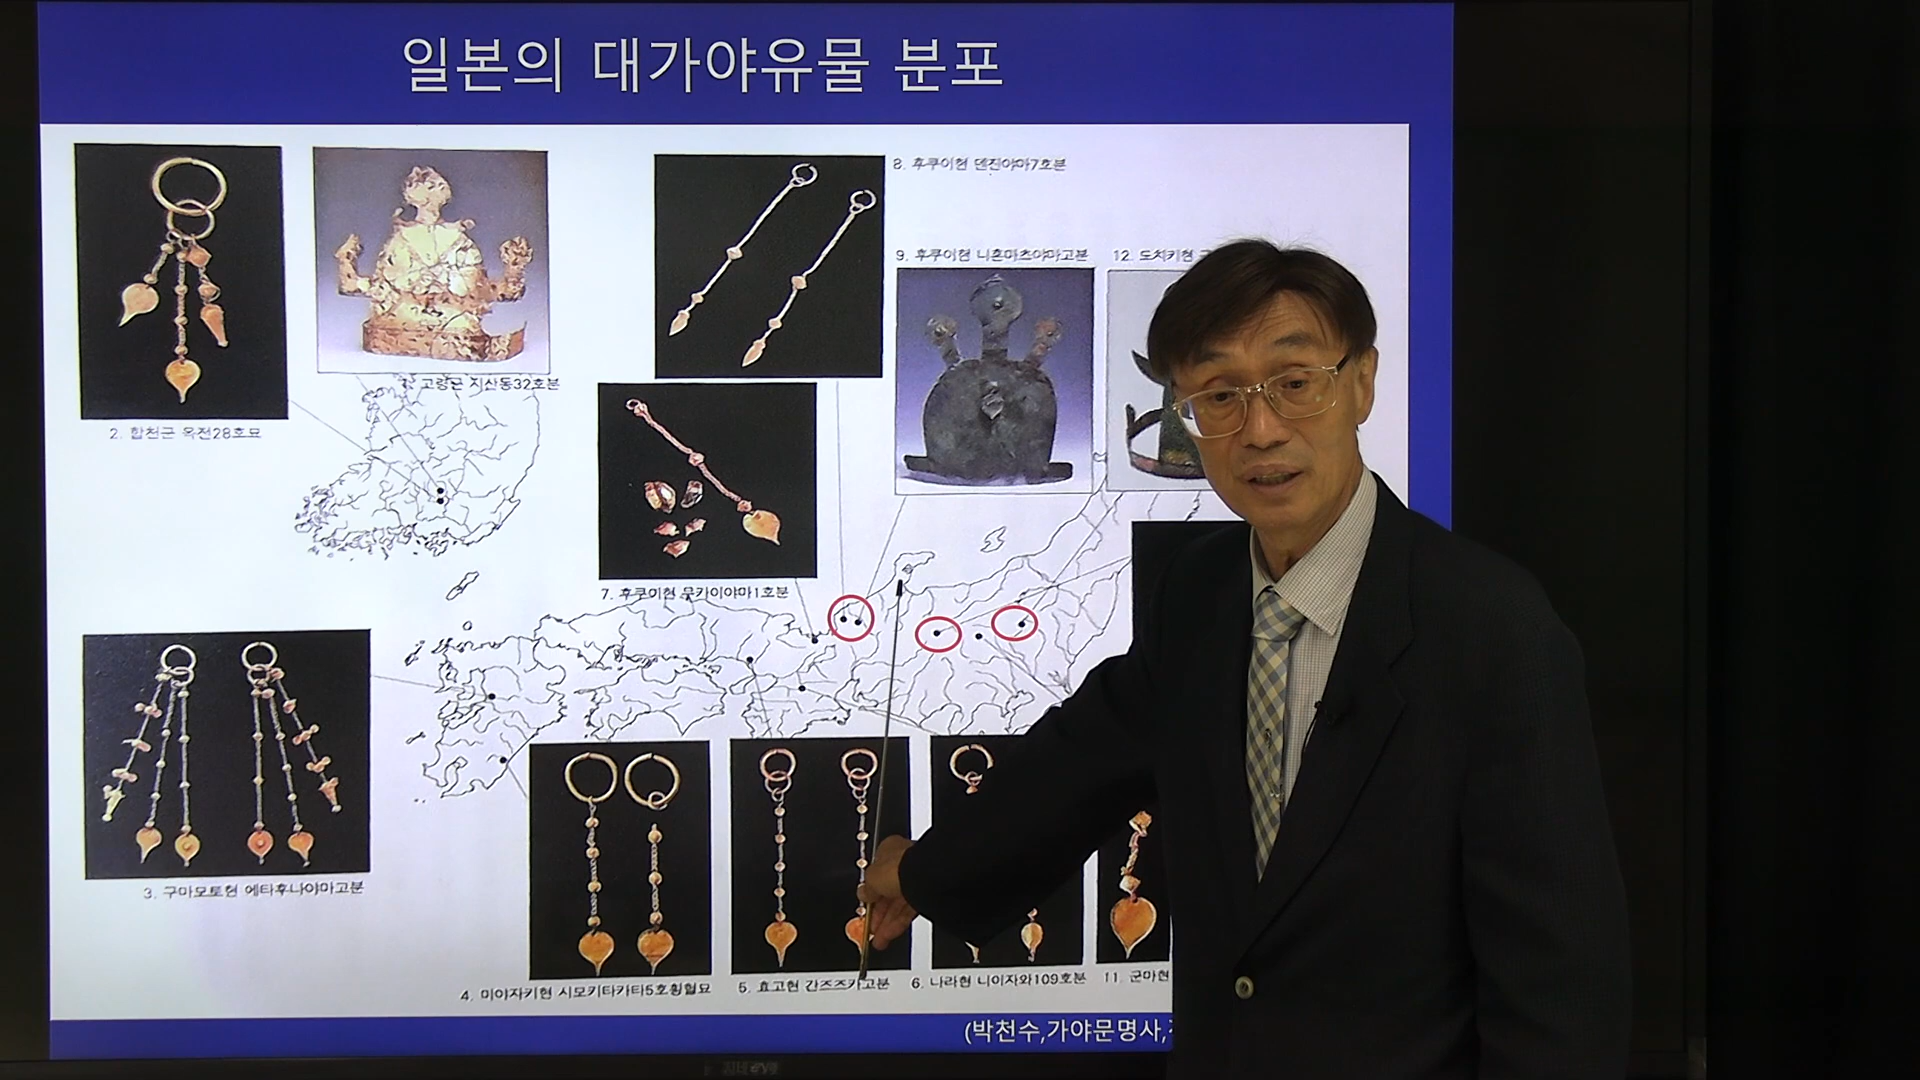 일본의 대가야유물 분포
8. 후쿠이현 덴진야마7호분
9. 후쿠이현 니혼마츠야마고분
12. 도치키현
1. 고령군 지산동32호분
2. 합천군 옥전28호묘
7. 후쿠이현 무카이야마1호분
3. 구마모토현 에타후나야마고분
4. 미야자키현 시모키타카타5호횡혈묘
5. 효고현 간즈즈카고분
6. 나라현 니이자와109호분
11. 군마현
(박천수,가야문명사,